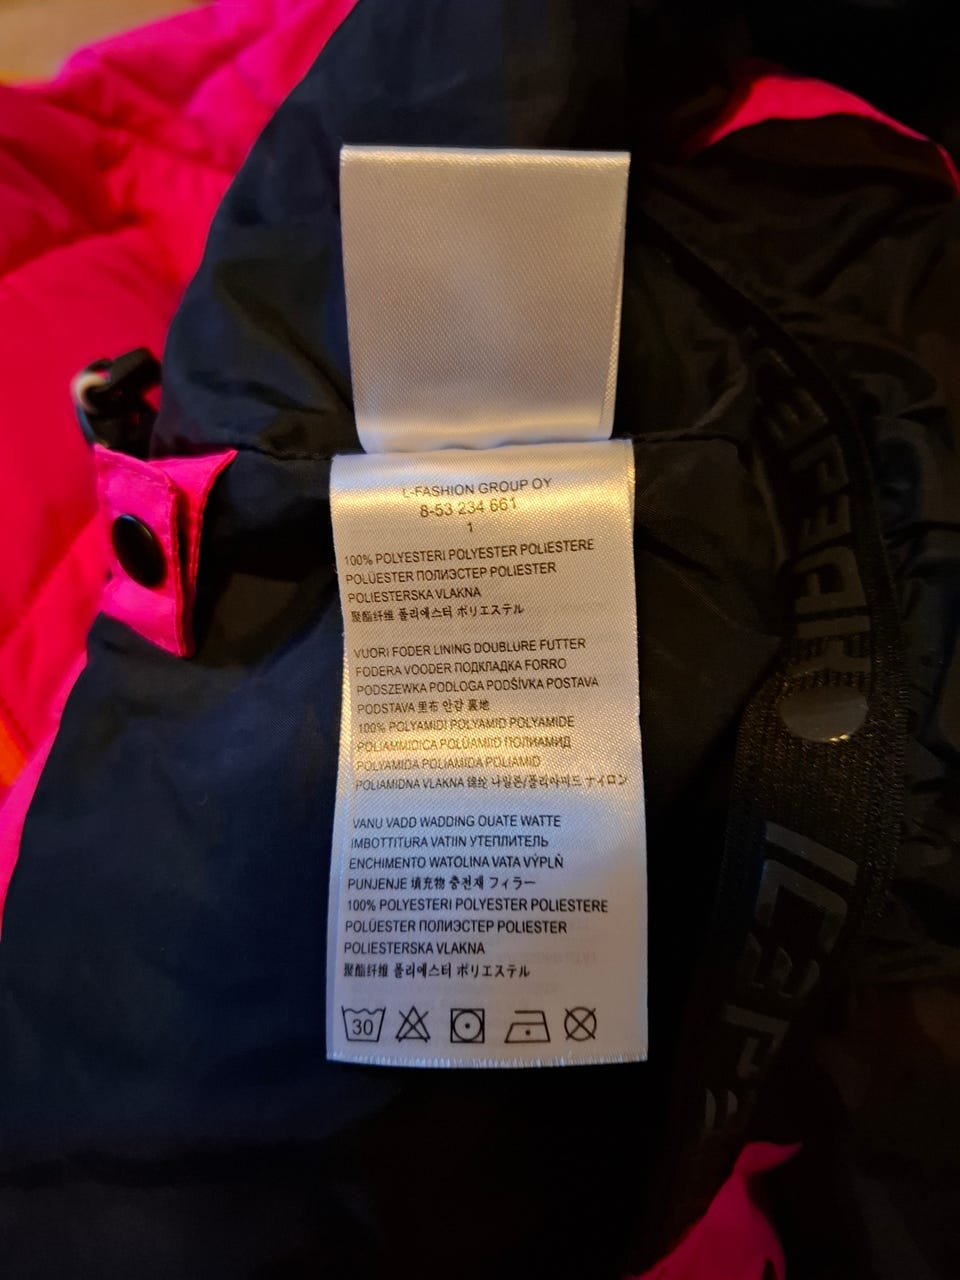 L-FASHION GROUP OY
8-53 234 661
1
100% POLYESTERI POLYESTER POLIESTERE
POLÜESTER ПОЛИЭСТЕР POLIESTER
POLIESTERSKA VLAKNA
聚酯纤维 폴리에스터 ポリエステル
VUORI FODER LINING DOUBLURE FUTTER
FODERA VOODER ПОДКЛАДКА FORRO
PODSZEWKA PODLOGA PODŠÍVKA POSTAVA
PODSTAVA 里布 안감 裏地
100% POLYAMIDI POLYAMID POLYAMIDE
POLIAMMIDICA POLÜAMIID ПОЛИАМИД
POLYAMIDA POLIAMIDA POLIAMID
POLIAMIDNA VLAKNA 锦纶 나일론/폴리아미드 ナイロン
VANU VADD WADDING OUATE WATTE
IMBOTTITURA VATIIN УТЕПЛИТЕЛЬ
ENCHIMENTO WATOLINA VATA VÝPLŇ
PUNJENJE 填充物 충전재 フィラー
100% POLYESTERI POLYESTER POLIESTERE
POLÜESTER ПОЛИЭСТЕР POLIESTER
POLIESTERSKA VLAKNA
聚酯纤维 폴리에스터 ポリエステル
30
ICEPEAK
ICEPE